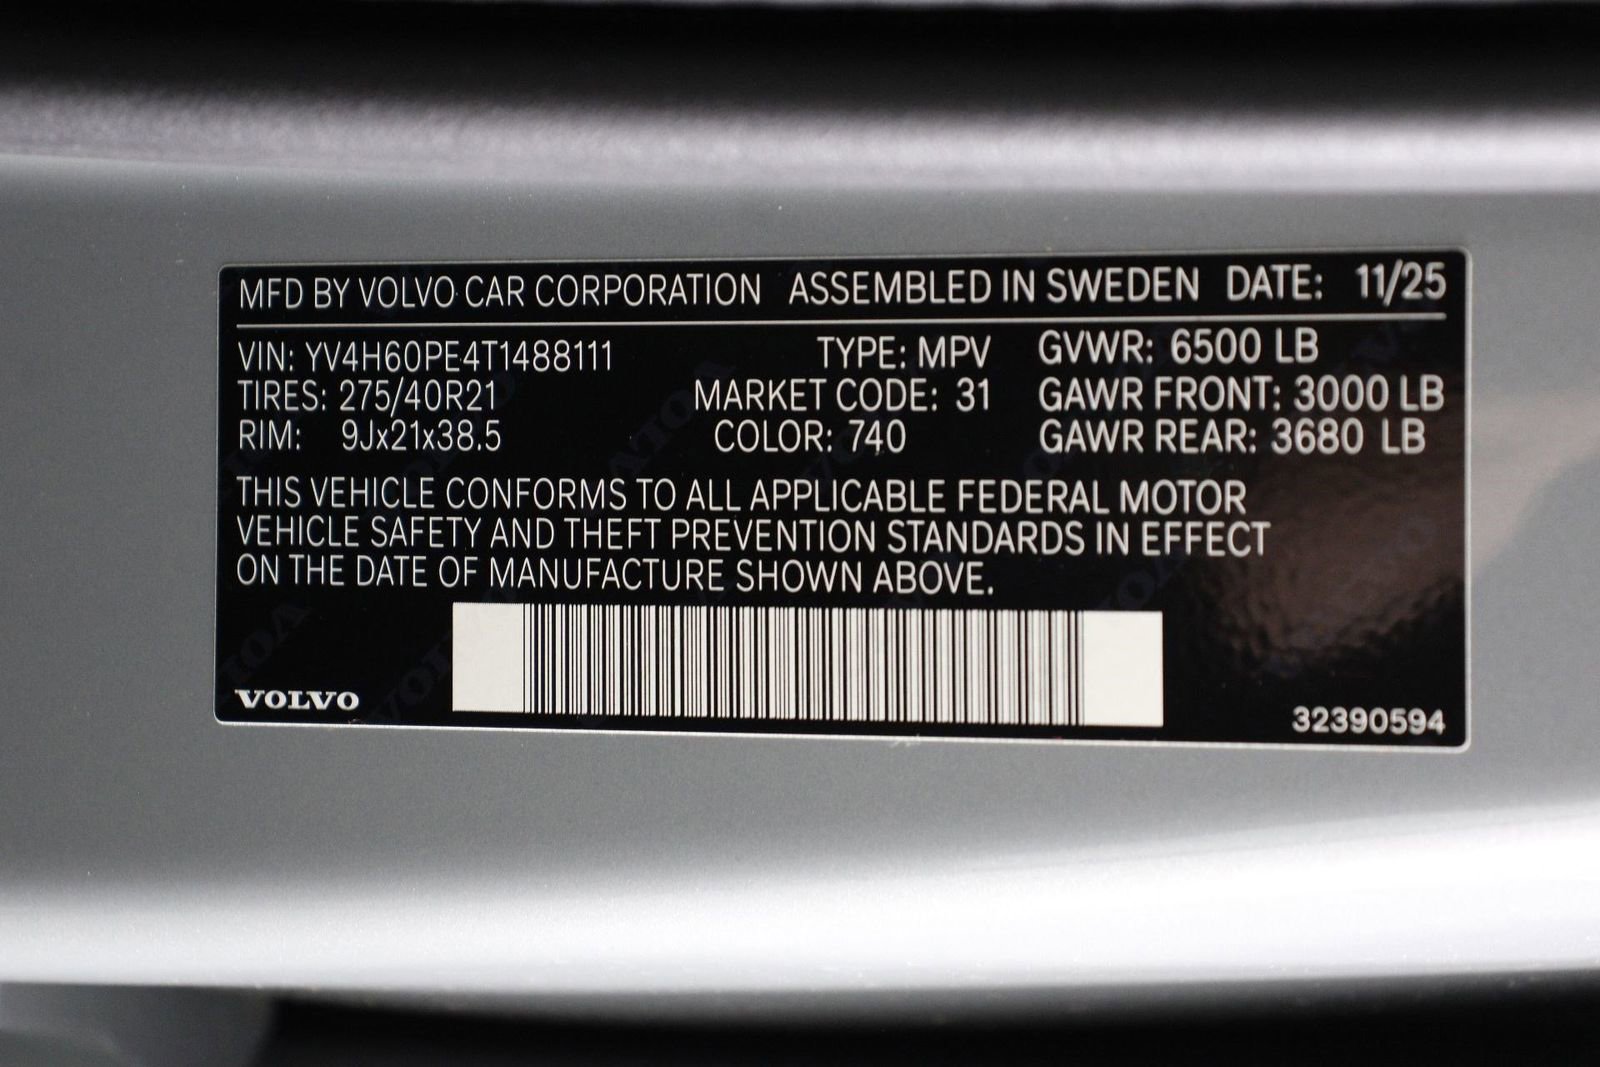 MFD BY VOLVO CAR CORPORATION ASSEMBLED IN SWEDEN DATE: 11/25
VIN: YV4H60PE4T1488111 TYPE: MPV GVWR: 6500 LB
TIRES: 275/40R21 MARKET CODE: 31 GAWR FRONT: 3000 LB
RIM: 9Jx21x38.5 COLOR: 740 GAWR REAR: 3680 LB
THIS VEHICLE CONFORMS TO ALL APPLICABLE FEDERAL MOTOR
VEHICLE SAFETY AND THEFT PREVENTION STANDARDS IN EFFECT
ON THE DATE OF MANUFACTURE SHOWN ABOVE.
VOLVO 32390594